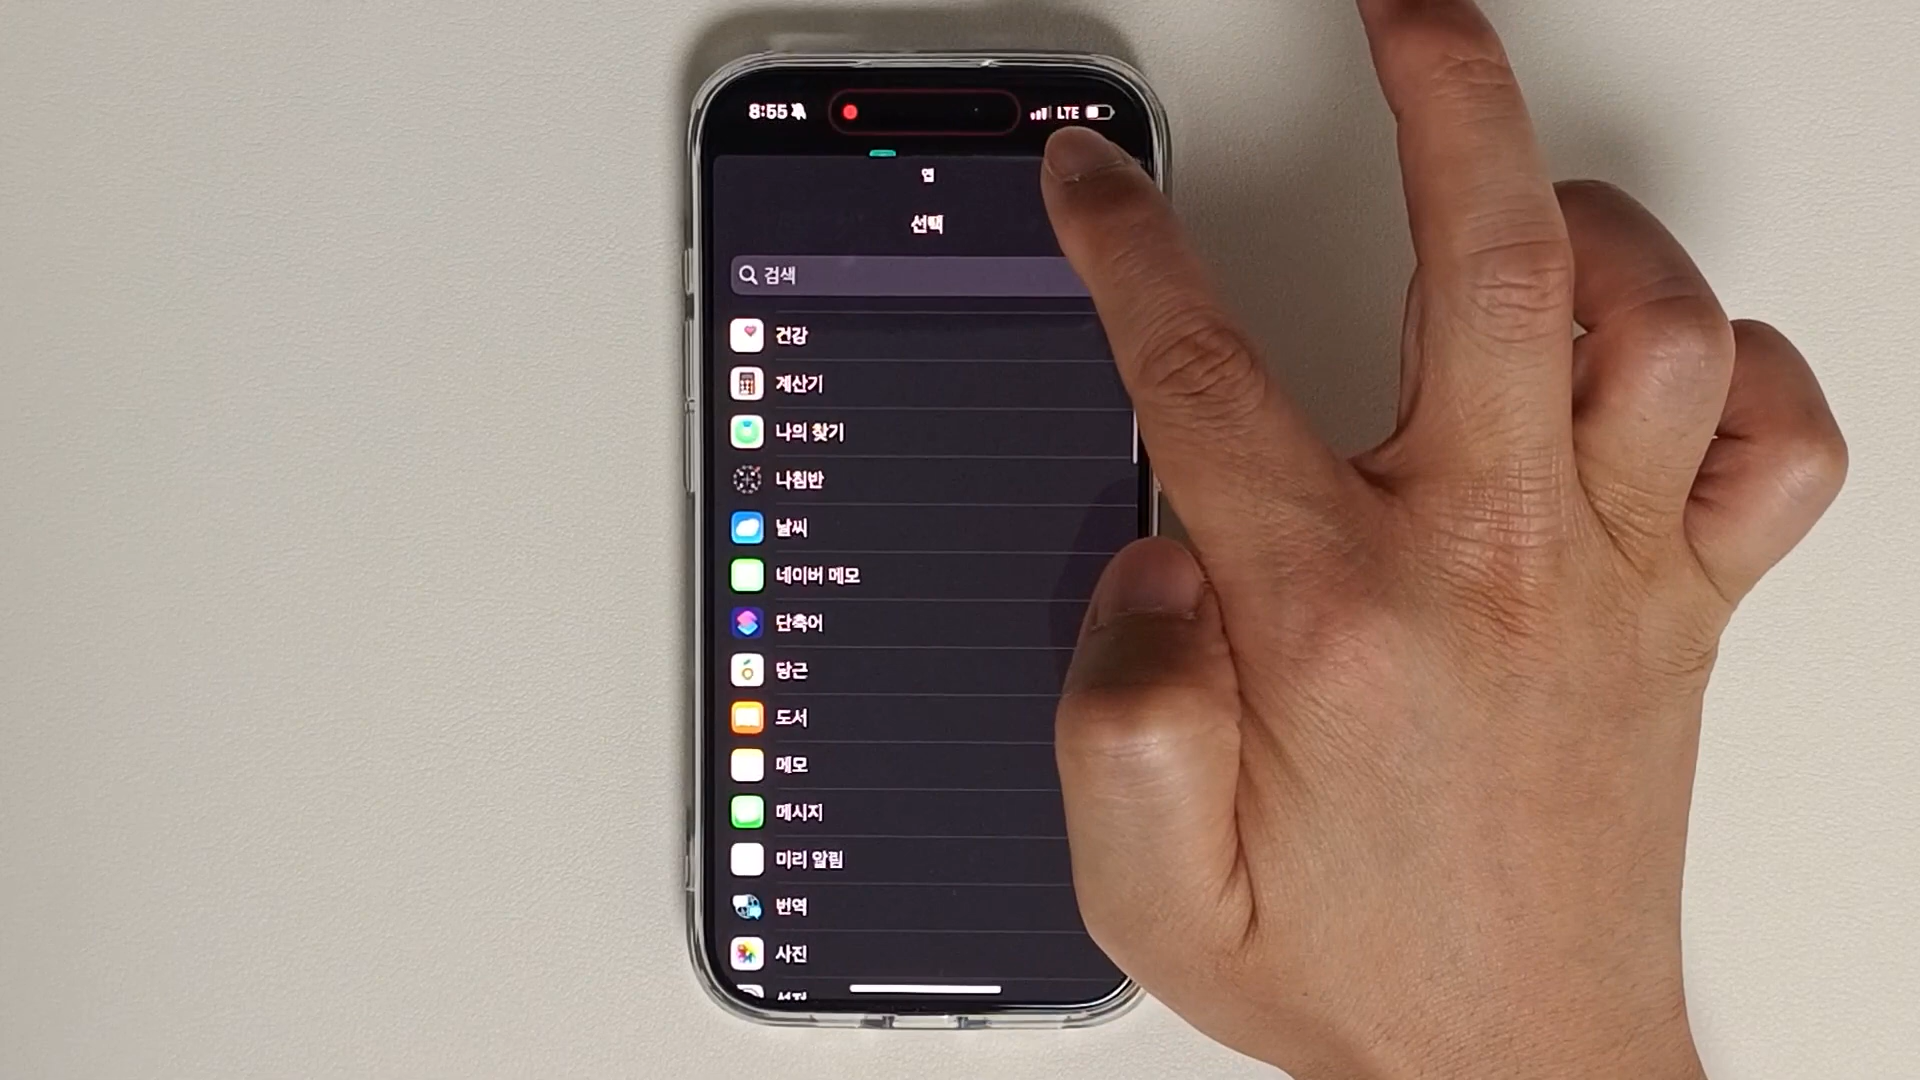 8:55
LTE
앱
선택
검색
건강
계산기
나의 찾기
나침반
날씨
네이버 메모
단축어
당근
도서
메모
메시지
미리 알림
번역
사진